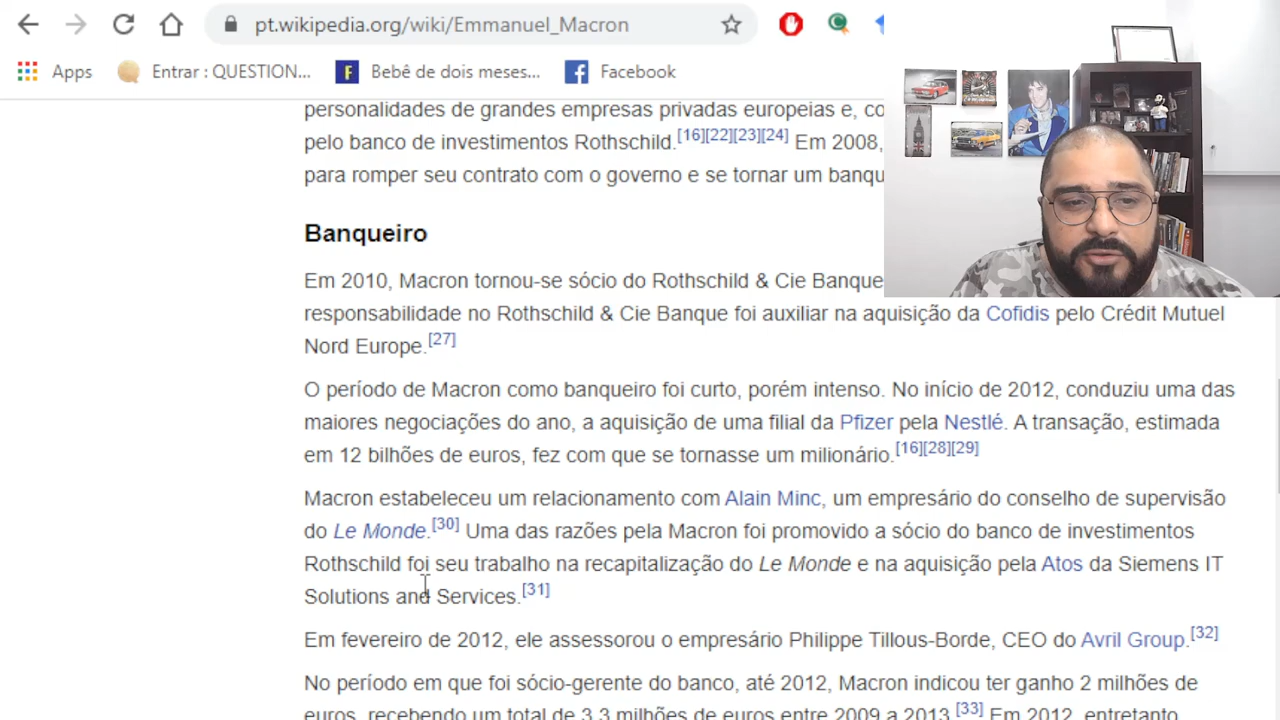 pt.wikipedia.org/wiki/Emmanuel_Macron
Apps Entrar : QUESTION... Bebê de dois meses... Facebook
personalidades de grandes empresas privadas europeias e, co
pelo banco de investimentos Rothschild.[16][22][23][24] Em 2008,
para romper seu contrato com o governo e se tornar um banqu
Banqueiro
Em 2010, Macron tornou-se sócio do Rothschild & Cie Banque
responsabilidade no Rothschild & Cie Banque foi auxiliar na aquisição da Cofidis pelo Crédit Mutuel
Nord Europe.[27]
O período de Macron como banqueiro foi curto, porém intenso. No início de 2012, conduziu uma das
maiores negociações do ano, a aquisição de uma filial da Pfizer pela Nestlé. A transação, estimada
em 12 bilhões de euros, fez com que se tornasse um milionário.[16][28][29]
Macron estabeleceu um relacionamento com Alain Minc, um empresário do conselho de supervisão
do Le Monde.[30] Uma das razões pela Macron foi promovido a sócio do banco de investimentos
Rothschild foi seu trabalho na recapitalização do Le Monde e na aquisição pela Atos da Siemens IT
Solutions and Services.[31]
Em fevereiro de 2012, ele assessorou o empresário Philippe Tillous-Borde, CEO do Avril Group.[32]
No período em que foi sócio-gerente do banco, até 2012, Macron indicou ter ganho 2 milhões de
euros, recebendo um total de 3,3 milhões de euros entre 2009 a 2013.[33] Em 2012, entretanto